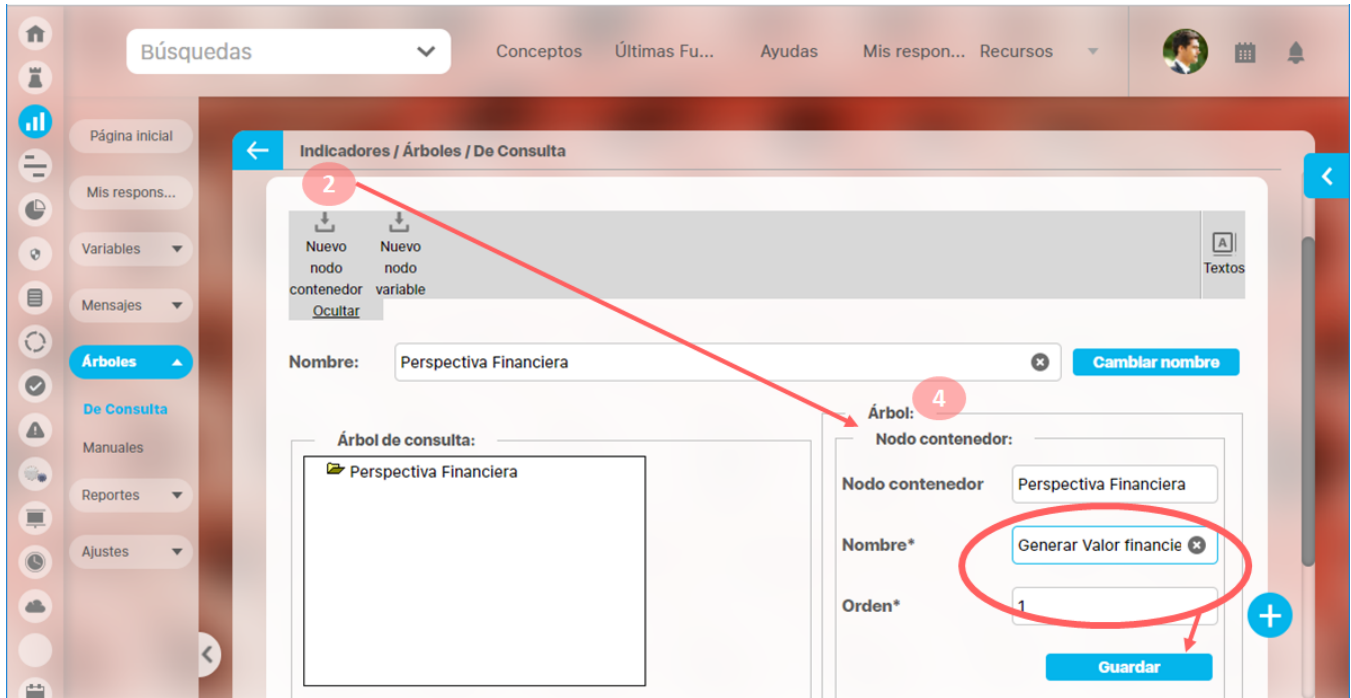 Búsquedas
Conceptos
Últimas Fu...
Ayudas
Mis respon...
Recursos
Página inicial
Mis respons...
Variables
Mensajes
Árboles
De Consulta
Manuales
Reportes
Ajustes
Indicadores / Árboles / De Consulta
2
Nuevo
nodo
contenedor
Nuevo
nodo
variable
Ocultar
A
Textos
Nombre:
Perspectiva Financiera
Cambiar nombre
4
Árbol de consulta:
Perspectiva Financiera
Árbol:
Nodo contenedor:
Nodo contenedor
Perspectiva Financiera
Nombre*
Generar Valor financie
Orden*
1
Guardar